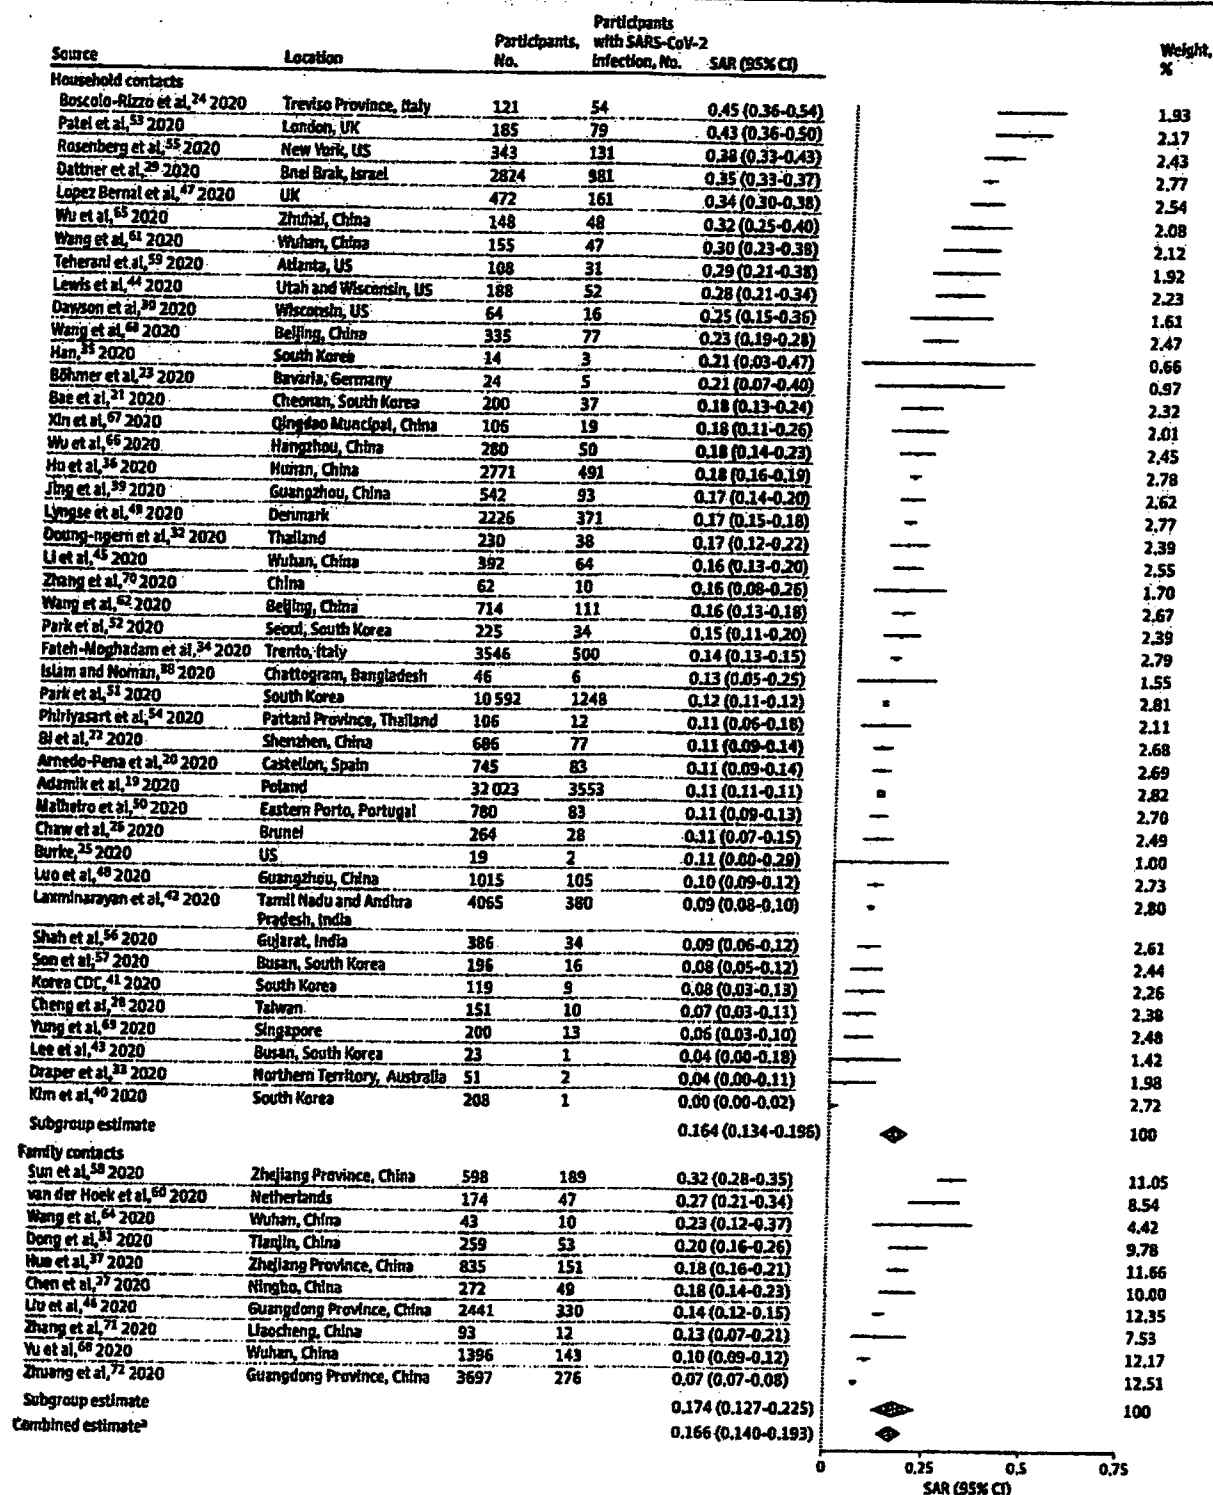 Source Location Participants, No. Participants with SARS-CoV-2 Infection, No. SAR (95% CI) Weight, %
Household contacts
Boscolo-Rizzo et al,24 2020 Treviso Province, Italy 121 54 0.45 (0.36-0.54) 1.93
Patel et al,53 2020 London, UK 185 79 0.43 (0.36-0.50) 2.17
Rosenberg et al,55 2020 New York, US 343 131 0.38 (0.33-0.43) 2.43
Dattner et al,29 2020 Bnei Brak, Israel 2824 981 0.35 (0.33-0.37) 2.77
Lopez Bernal et al,47 2020 UK 472 161 0.34 (0.30-0.38) 2.54
Wu et al,65 2020 Zhuhai, China 148 48 0.32 (0.25-0.40) 2.08
Wang et al,61 2020 Wuhan, China 155 47 0.30 (0.23-0.38) 2.12
Teherani et al,59 2020 Atlanta, US 108 31 0.29 (0.21-0.38) 1.92
Lewis et al,44 2020 Utah and Wisconsin, US 188 52 0.28 (0.21-0.34) 2.23
Dawson et al,30 2020 Wisconsin, US 64 16 0.25 (0.15-0.36) 1.61
Wang et al,63 2020 Beijing, China 335 77 0.23 (0.19-0.28) 2.47
Han,35 2020 South Korea 14 3 0.21 (0.03-0.47) 0.66
Böhmer et al,23 2020 Bavaria, Germany 24 5 0.21 (0.07-0.40) 0.97
Bae et al,21 2020 Cheonan, South Korea 200 37 0.18 (0.13-0.24) 2.32
Xin et al,67 2020 Qingdao Muncipal, China 106 19 0.18 (0.11-0.26) 2.01
Wu et al,66 2020 Hangzhou, China 280 50 0.18 (0.14-0.23) 2.45
Hu et al,36 2020 Hunan, China 2771 491 0.18 (0.16-0.19) 2.78
Jing et al,39 2020 Guangzhou, China 542 93 0.17 (0.14-0.20) 2.62
Lyngse et al,49 2020 Denmark 2226 371 0.17 (0.15-0.18) 2.77
Doung-ngern et al,32 2020 Thailand 230 38 0.17 (0.12-0.22) 2.39
Li et al,45 2020 Wuhan, China 392 64 0.16 (0.13-0.20) 2.55
Zhang et al,70 2020 China 62 10 0.16 (0.08-0.26) 1.70
Wang et al,62 2020 Beijing, China 714 111 0.16 (0.13-0.18) 2.67
Park et al,52 2020 Seoul, South Korea 225 34 0.15 (0.11-0.20) 2.39
Fateh-Moghadam et al,34 2020 Trento, Italy 3546 500 0.14 (0.13-0.15) 2.79
Islam and Noman,38 2020 Chattogram, Bangladesh 46 6 0.13 (0.05-0.25) 1.55
Park et al,51 2020 South Korea 10 592 1248 0.12 (0.11-0.12) 2.81
Phiriyasart et al,54 2020 Pattani Province, Thailand 106 12 0.11 (0.06-0.18) 2.11
Bi et al,22 2020 Shenzhen, China 686 77 0.11 (0.09-0.14) 2.68
Arnedo-Pena et al,20 2020 Castellon, Spain 745 83 0.11 (0.09-0.14) 2.69
Adamik et al,19 2020 Poland 32 023 3553 0.11 (0.11-0.11) 2.82
Malheiro et al,50 2020 Eastern Porto, Portugal 780 83 0.11 (0.09-0.13) 2.70
Chaw et al,26 2020 Brunei 264 28 0.11 (0.07-0.15) 2.49
Burke,25 2020 US 19 2 0.11 (0.00-0.29) 1.00
Luo et al,48 2020 Guangzhou, China 1015 105 0.10 (0.09-0.12) 2.73
Laxminarayan et al,42 2020 Tamil Nadu and Andhra 4065 380 0.09 (0.08-0.10) 2.80
Pradesh, India
Shah et al,56 2020 Gujarat, India 386 34 0.09 (0.06-0.12) 2.61
Son et al,57 2020 Busan, South Korea 196 16 0.08 (0.05-0.12) 2.44
Korea CDC,41 2020 South Korea 119 9 0.08 (0.03-0.13) 2.26
Cheng et al,28 2020 Taiwan 151 10 0.07 (0.03-0.11) 2.38
Yung et al,69 2020 Singapore 200 13 0.06 (0.03-0.10) 2.48
Lee et al,43 2020 Busan, South Korea 23 1 0.04 (0.00-0.18) 1.42
Draper et al,33 2020 Northern Territory, Australia 51 2 0.04 (0.00-0.11) 1.98
Kim et al,40 2020 South Korea 208 1 0.00 (0.00-0.02) 2.72
Subgroup estimate 0.164 (0.134-0.196) 100
Family contacts
Sun et al,58 2020 Zhejiang Province, China 598 189 0.32 (0.28-0.35) 11.05
van der Hoek et al,60 2020 Netherlands 174 47 0.27 (0.21-0.34) 8.54
Wang et al,64 2020 Wuhan, China 43 10 0.23 (0.12-0.37) 4.42
Dong et al,31 2020 Tianjin, China 259 53 0.20 (0.16-0.26) 9.78
Hua et al,37 2020 Zhejiang Province, China 835 151 0.18 (0.16-0.21) 11.66
Chen et al,27 2020 Ningbo, China 272 49 0.18 (0.14-0.23) 10.00
Liu et al,46 2020 Guangdong Province, China 2441 330 0.14 (0.12-0.15) 12.35
Zhang et al,71 2020 Liaocheng, China 93 12 0.13 (0.07-0.21) 7.53
Yu et al,68 2020 Wuhan, China 1396 143 0.10 (0.09-0.12) 12.17
Zhuang et al,72 2020 Guangdong Province, China 3697 276 0.07 (0.07-0.08) 12.51
Subgroup estimate 0.174 (0.127-0.225) 100
Combined estimatea 0.166 (0.140-0.193)
0 0.25 0.5 0.75
SAR (95% CI)